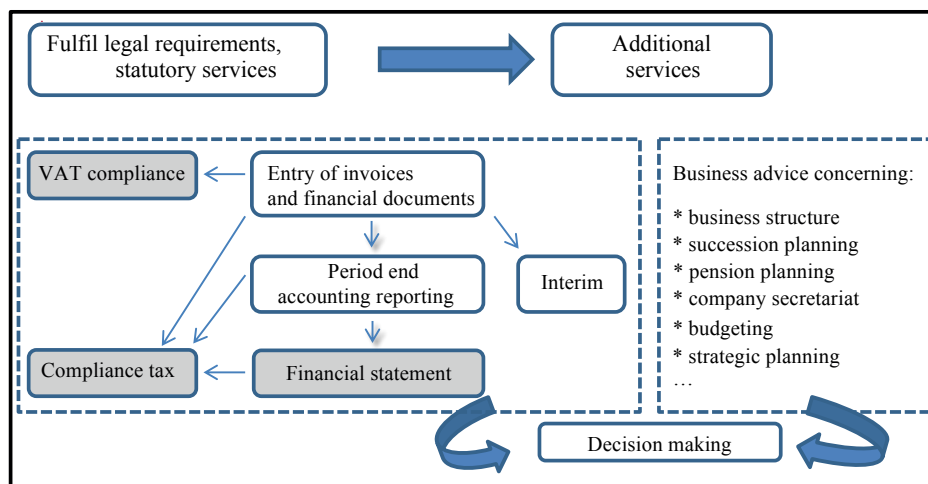 Fulfil legal requirements,
statutory services
Additional
services
VAT compliance
Entry of invoices
and financial documents
Period end
accounting reporting
Interim
Compliance tax
Financial statement
Business advice concerning:
* business structure
* succession planning
* pension planning
* company secretariat
* budgeting
* strategic planning
…
Decision making